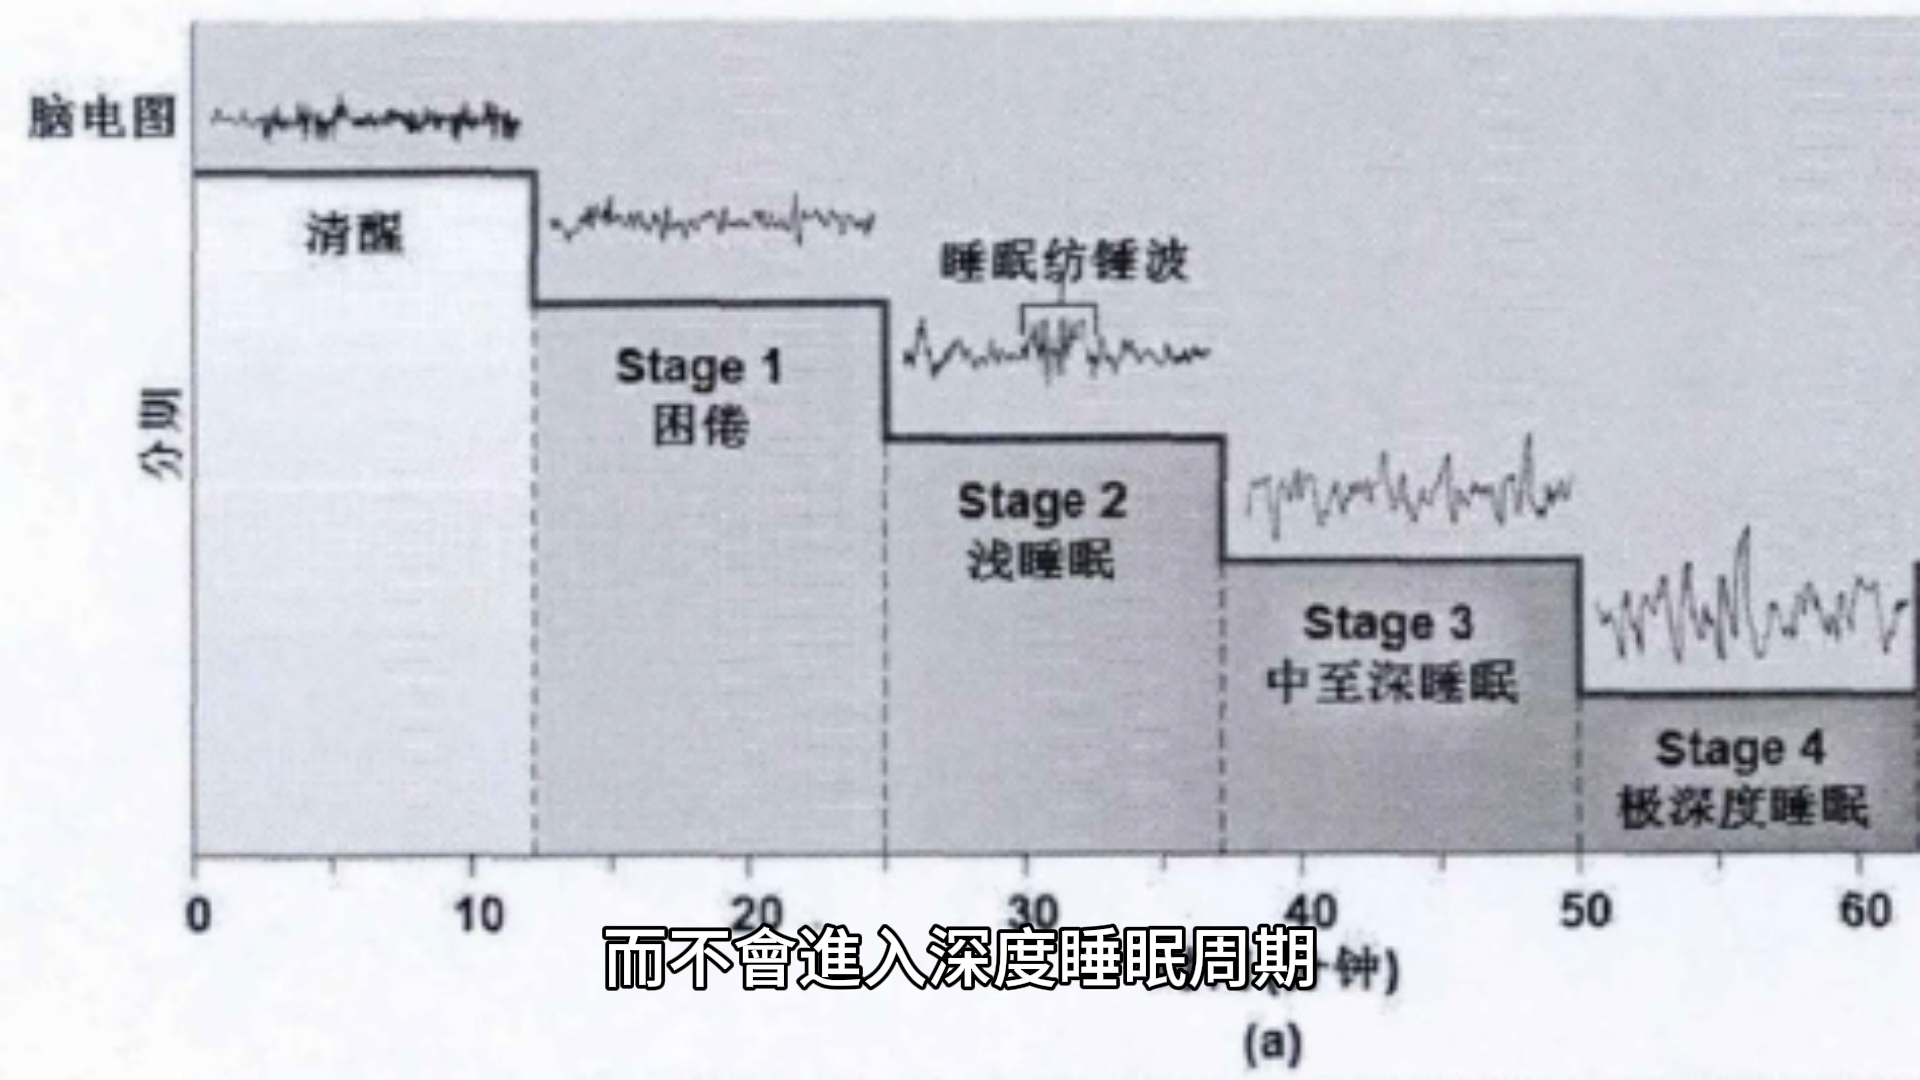 脑电图
清醒
睡眠纺锤波
Stage 1
困倦
分期
Stage 2
浅睡眠
Stage 3
中至深睡眠
Stage 4
极深度睡眠
0 10 20 30 40 50 60
而不會進入深度睡眠周期
钟)
(a)